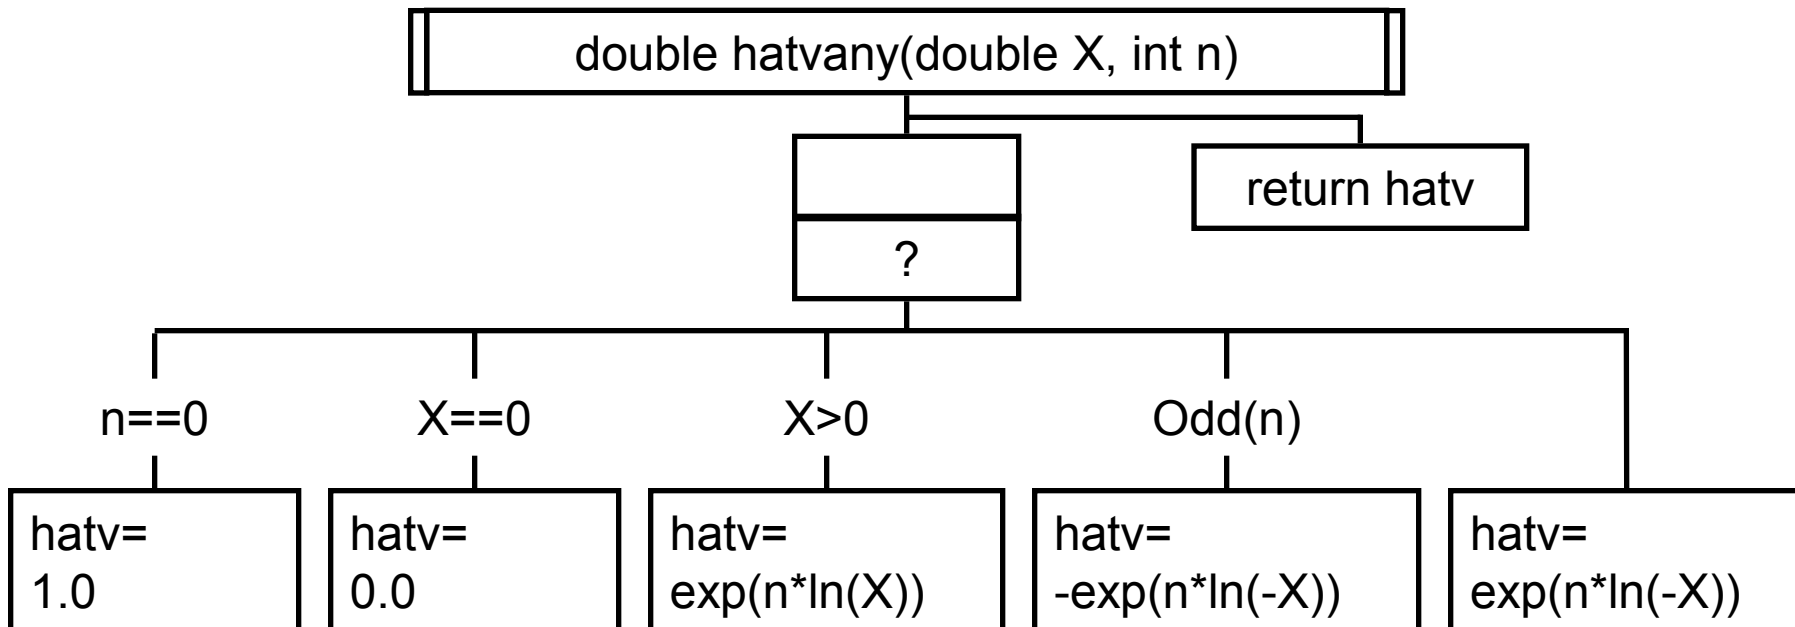 double hatvany(double X, int n)
return hatv
?
n==0
X==0
X>0
Odd(n)
hatv=
1.0
hatv=
0.0
hatv=
exp(n*ln(X))
hatv=
-exp(n*ln(-X))
hatv=
exp(n*ln(-X))